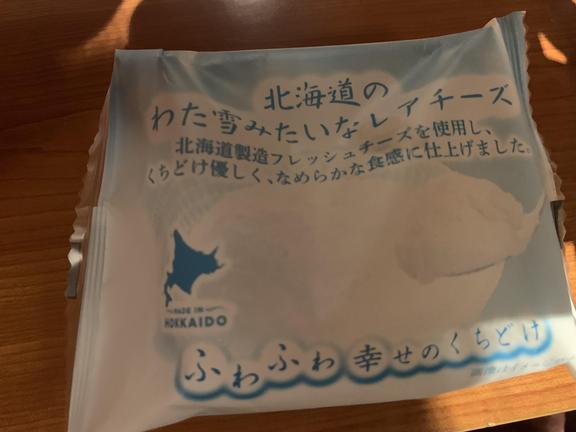 北海道の
わた雪みたいなレアチーズ
北海道製造フレッシュチーズを使用し、
くちどけ優しく、なめらかな食感に仕上げました。
MADE IN
HOKKAIDO
ふわふわ 幸せのくちどけ